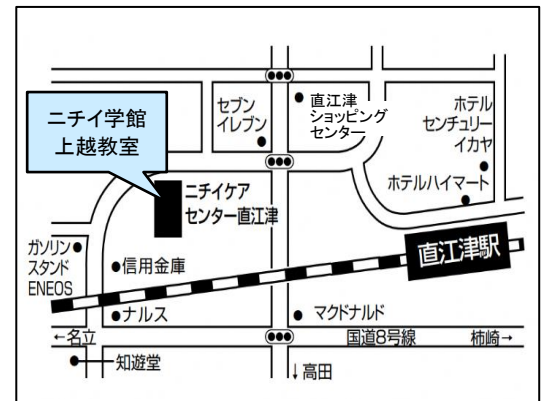 セブン
イレブン
直江津
ショッピング
センター
ホテル
センチュリー
イカヤ
ニチイ学館
上越教室
ホテルハイマート
ニチイケア
センター直江津
直江津駅
ガソリン
スタンド
ENEOS
信用金庫
ナルス
マクドナルド
←名立
国道8号線
柿崎→
知遊堂
↓高田